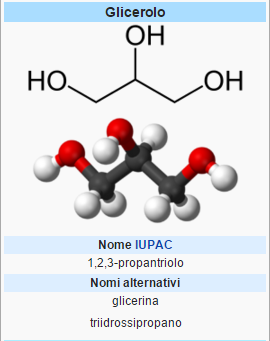 Glicerolo
OH
HO
OH
Nome IUPAC
1,2,3-propantriolo
Nomi alternativi
glicerina
triidrossipropano